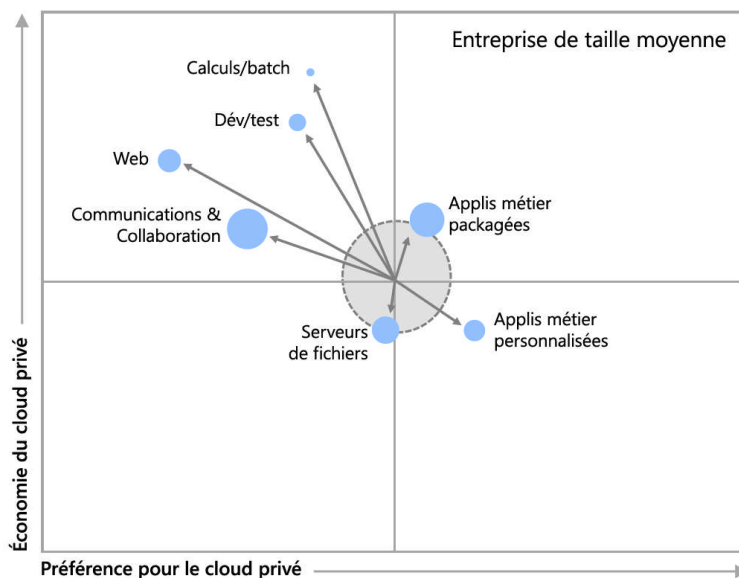 Entreprise de taille moyenne
Calculs/batch
Dév/test
Web
Communications &
Collaboration
Applis métier
packagées
Serveurs
de fichiers
Applis métier
personnalisées
Économie du cloud privé
Préférence pour le cloud privé